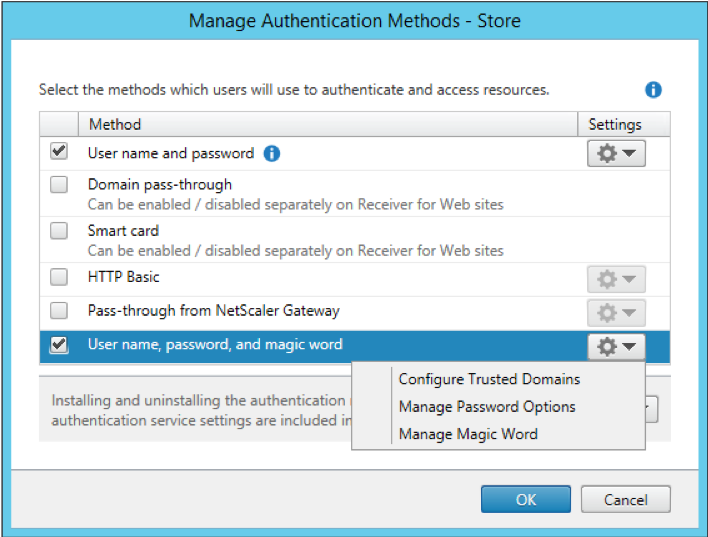 Manage Authentication Methods - Store
Select the methods which users will use to authenticate and access resources.
Method Settings
User name and password
Domain pass-through
Can be enabled / disabled separately on Receiver for Web sites
Smart card
Can be enabled / disabled separately on Receiver for Web sites
HTTP Basic
Pass-through from NetScaler Gateway
User name, password, and magic word
Configure Trusted Domains
Manage Password Options
Manage Magic Word
Installing and uninstalling the authentication
authentication service settings are included in
OK Cancel